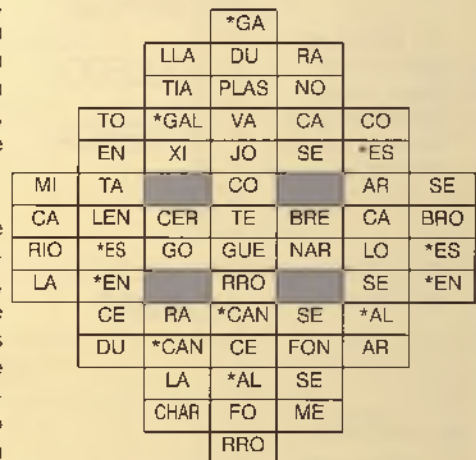 *GA
LLA DU RA
TIA PLAS NO
TO *GAL VA CA CO
EN XI JO SE *ES
MI TA CO AR SE
CA LEN CER TE BRE CA BRO
RIO *ES GO GUE NAR LO *ES
LA *EN RRO SE *EN
CE RA *CAN SE *AL
DU *CAN CE FON AR
LA *AL SE
CHAR FO ME
RRO